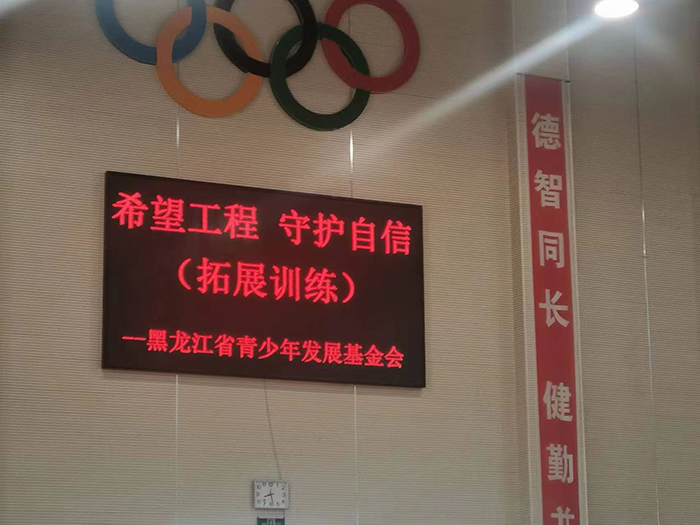 希望工程 守护自信
（拓展训练）
—黑龙江省青少年发展基金会
德智同长 健勤